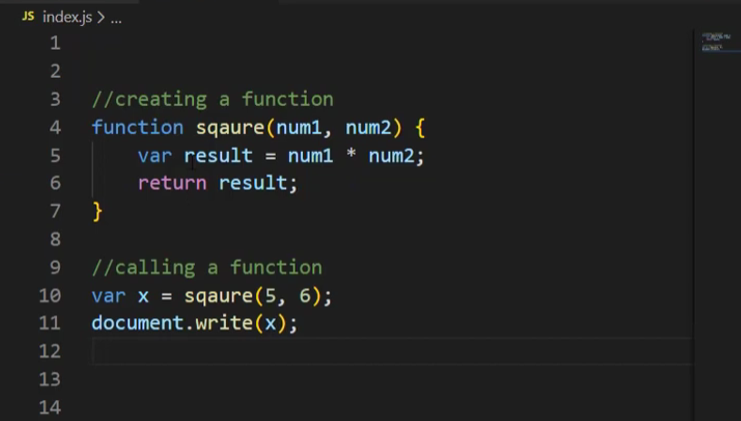 JS index.js > ...
1
2
3 //creating a function
4 function sqaure(num1, num2) {
5     var result = num1 * num2;
6     return result;
7 }
8
9 //calling a function
10 var x = sqaure(5, 6);
11 document.write(x);
12
13
14